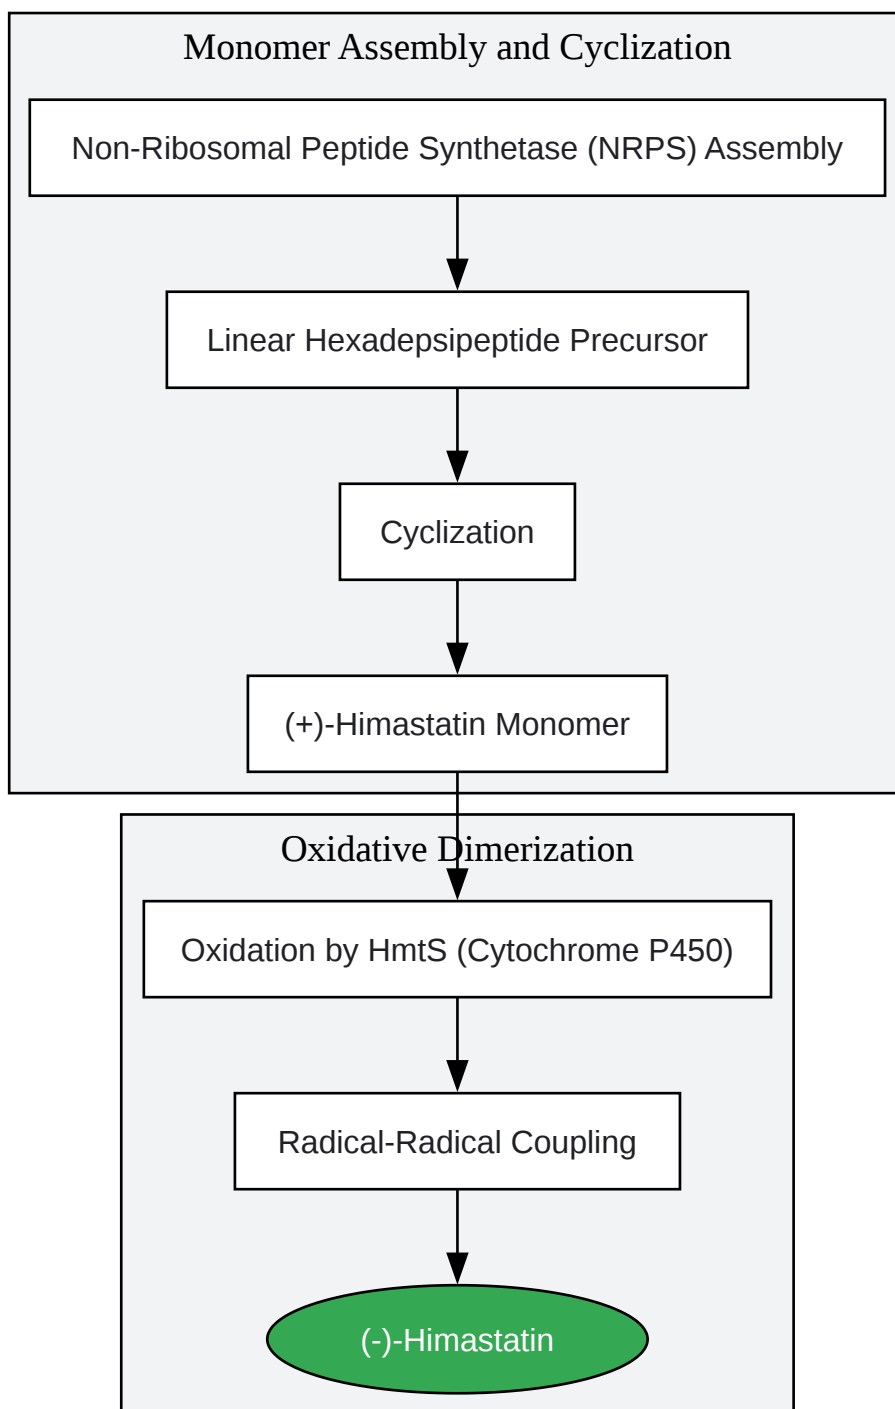 Monomer Assembly and Cyclization
Non-Ribosomal Peptide Synthetase (NRPS) Assembly
Linear Hexadepsipeptide Precursor
Cyclization
(+)-Himastatin Monomer
Oxidative Dimerization
Oxidation by HmtS (Cytochrome P450)
Radical-Radical Coupling
(-)-Himastatin